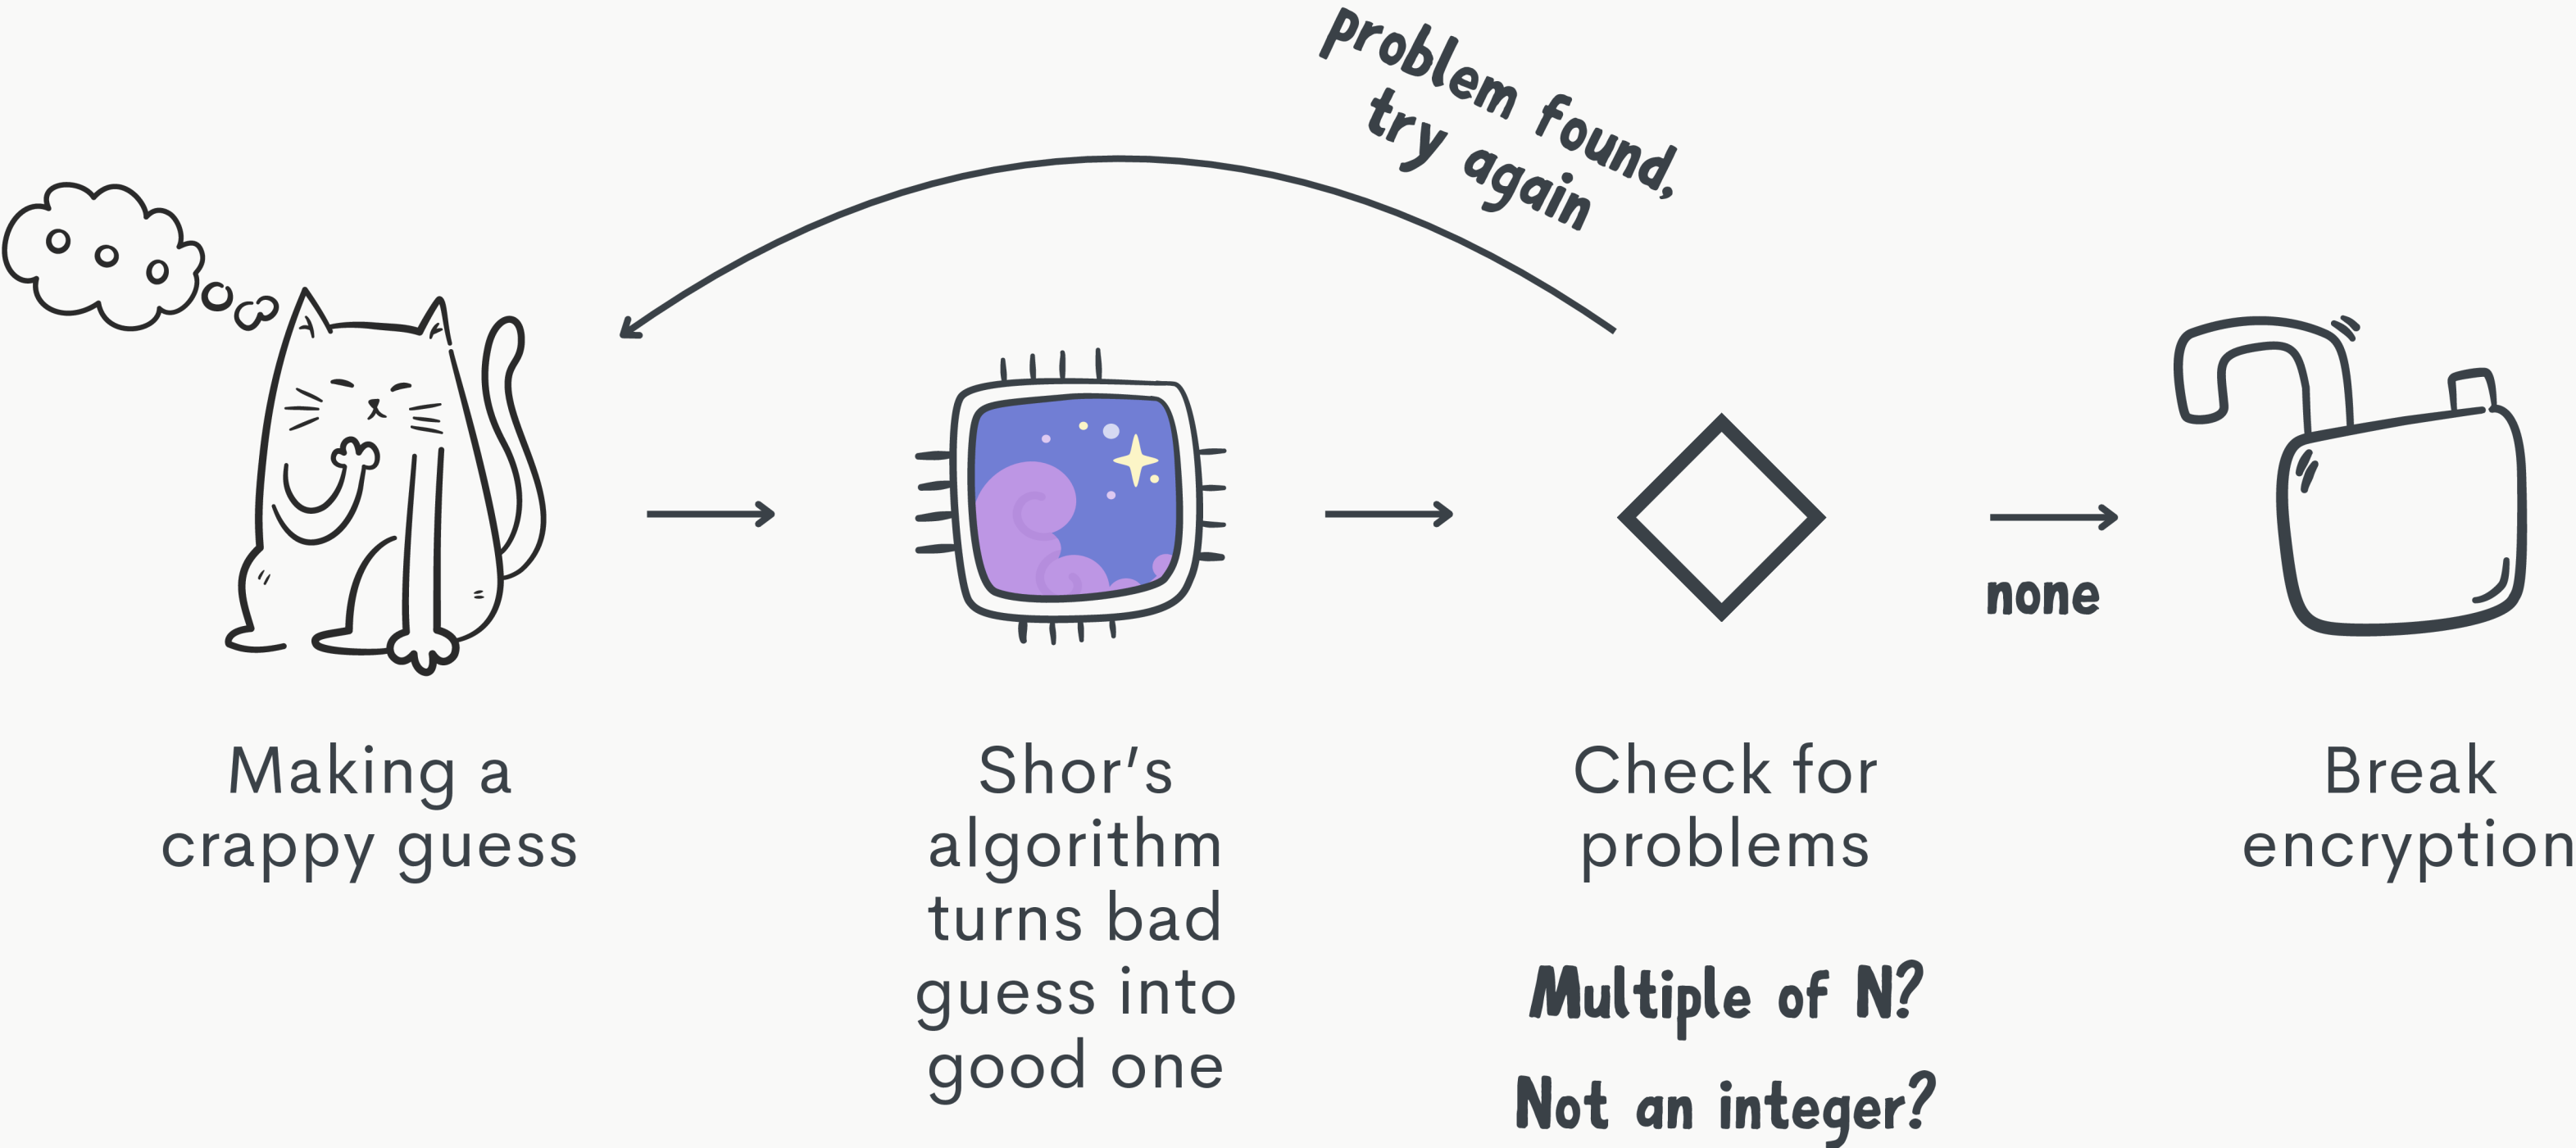 problem found,
try again
none
Making a
crappy guess
Shor's
algorithm
turns bad
guess into
good one
Check for
problems
Multiple of N?
Not an integer?
Break
encryption